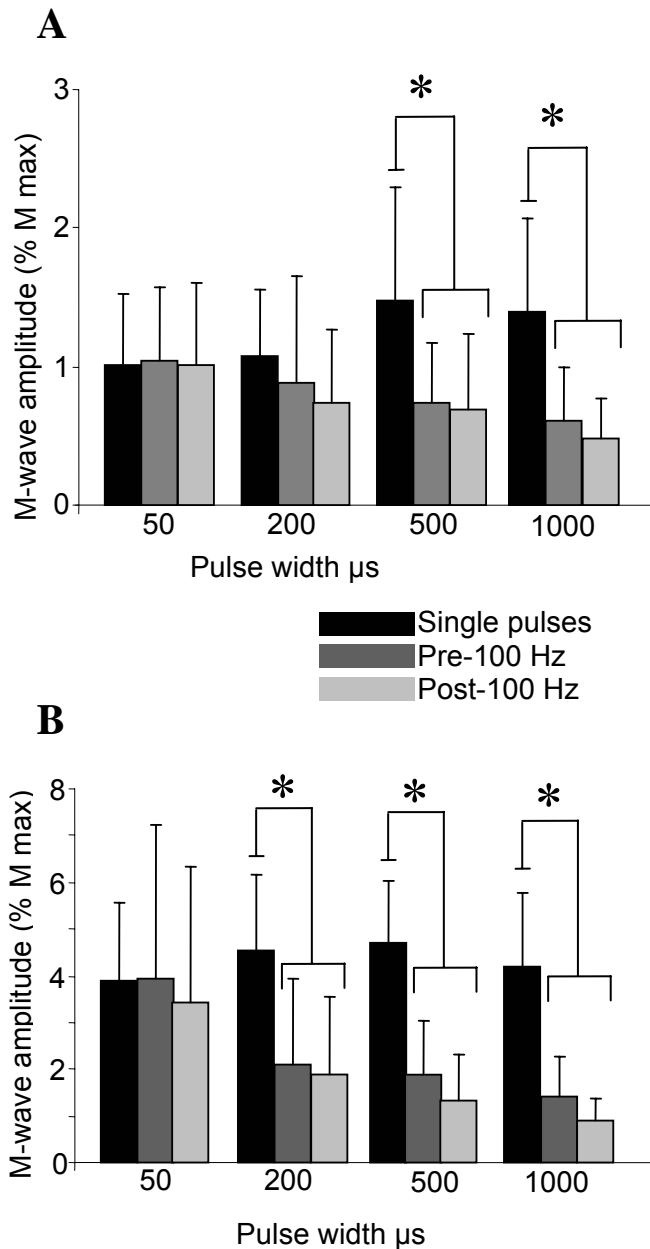 A
3
2
1
0
M-wave amplitude (% M max)
*
*
50 200 500 1000
Pulse width µs
Single pulses
Pre-100 Hz
Post-100 Hz
B
8
6
4
2
0
M-wave amplitude (% M max)
*
*
*
50 200 500 1000
Pulse width µs